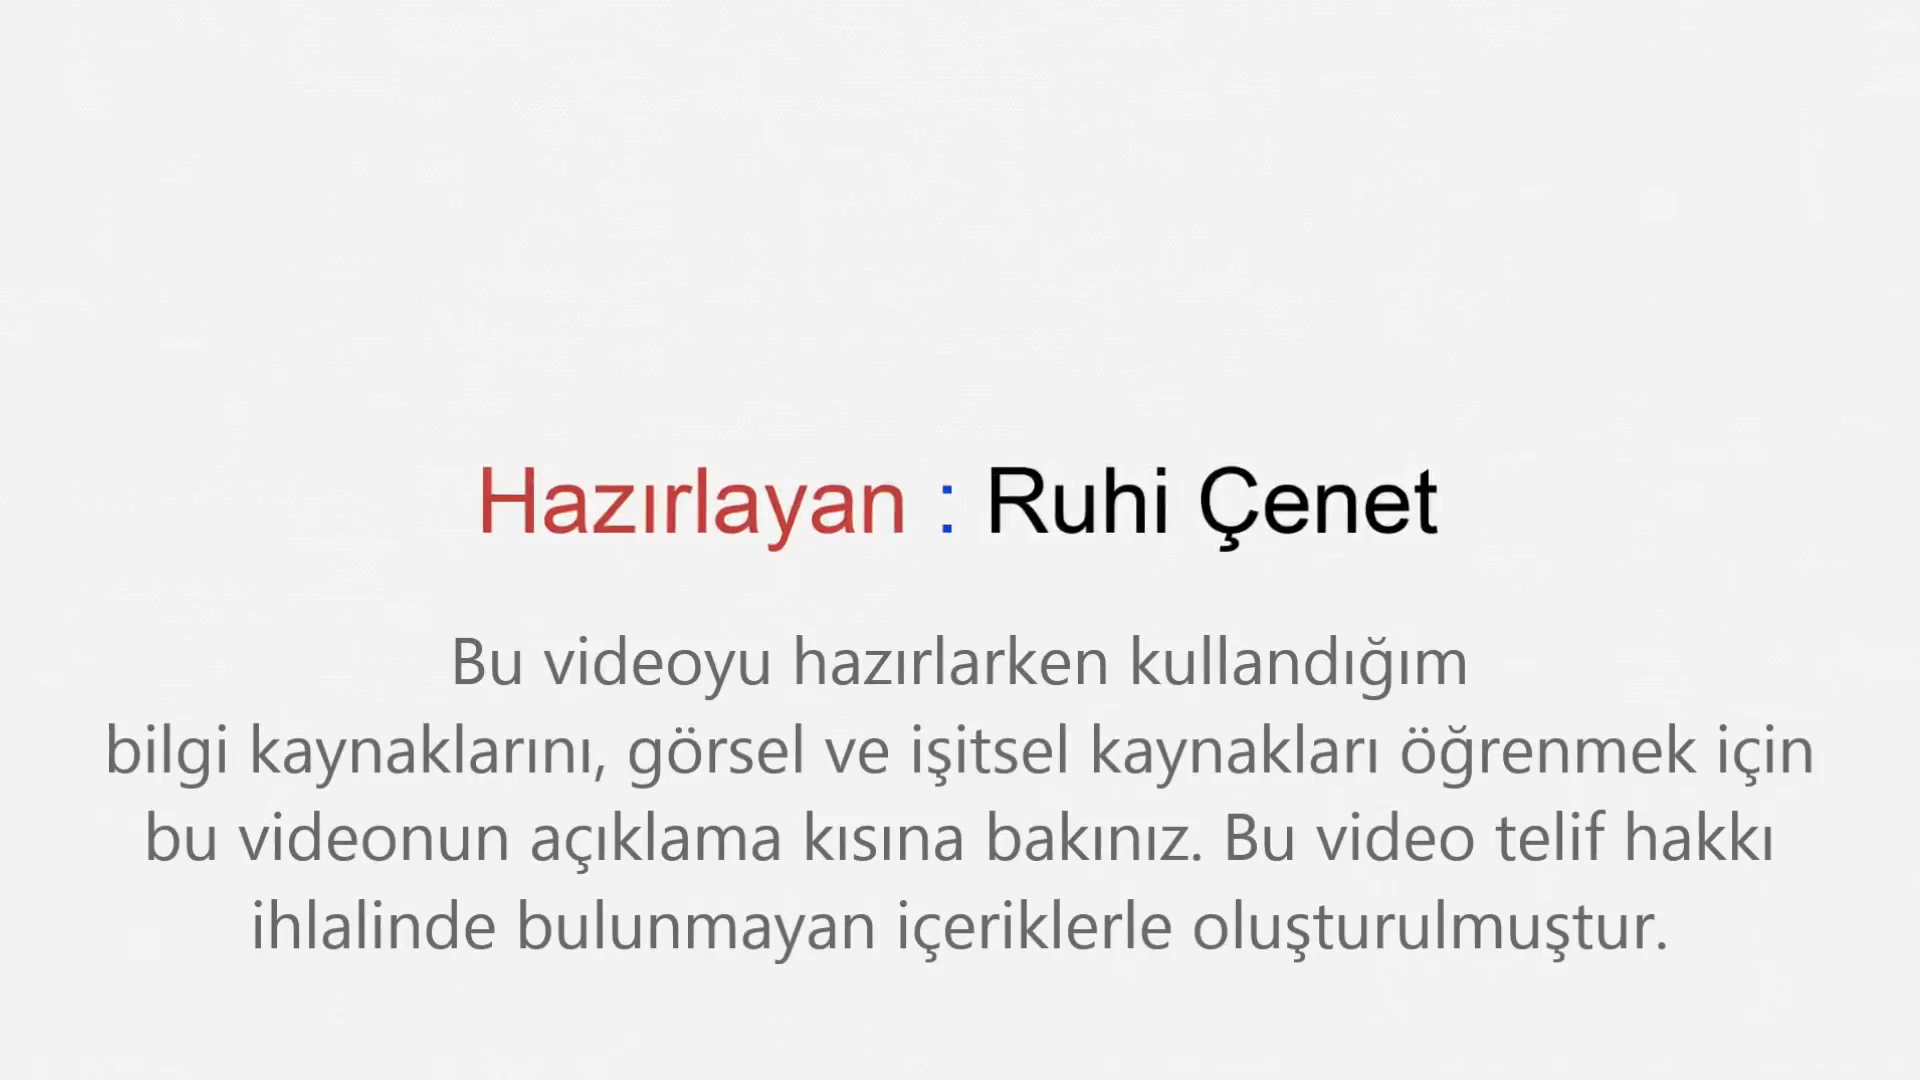 Hazırlayan : Ruhi Çenet
Bu videoyu hazırlarken kullandığım
bilgi kaynaklarını, görsel ve işitsel kaynakları öğrenmek için
bu videonun açıklama kısına bakınız. Bu video telif hakkı
ihlalinde bulunmayan içeriklerle oluşturulmuştur.